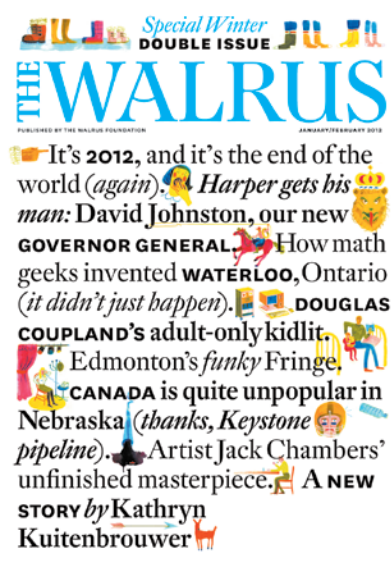 Special Winter
DOUBLE ISSUE
THE WALRUS
PUBLISHED BY THE WALRUS FOUNDATION JANUARY/FEBRUARY 2012
It's 2012, and it's the end of the
world (again). Harper gets his
man: David Johnston, our new
GOVERNOR GENERAL. How math
geeks invented WATERLOO, Ontario
(it didn't just happen). DOUGLAS
COUPLAND'S adult-only kidlit.
Edmonton's funky Fringe.
CANADA is quite unpopular in
Nebraska (thanks, Keystone
pipeline). Artist Jack Chambers'
unfinished masterpiece. A NEW
STORY by Kathryn
Kuitenbrouwer